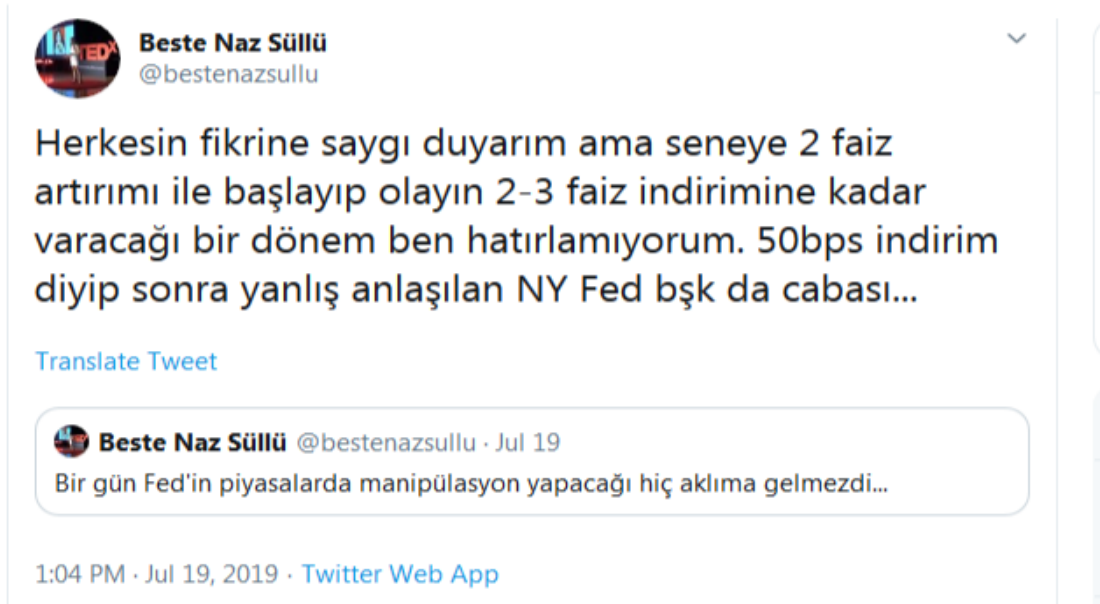 Beste Naz Süllü
@bestenazsullu
Herkesin fikrine saygı duyarım ama seneye 2 faiz
artırımı ile başlayıp olayın 2-3 faiz indirimine kadar
varacağı bir dönem ben hatırlamıyorum. 50bps indirim
diyip sonra yanlış anlaşılan NY Fed bşk da cabası...
Translate Tweet
Beste Naz Süllü @bestenazsullu · Jul 19
Bir gün Fed'in piyasalarda manipülasyon yapacağı hiç aklıma gelmezdi...
1:04 PM · Jul 19, 2019 · Twitter Web App